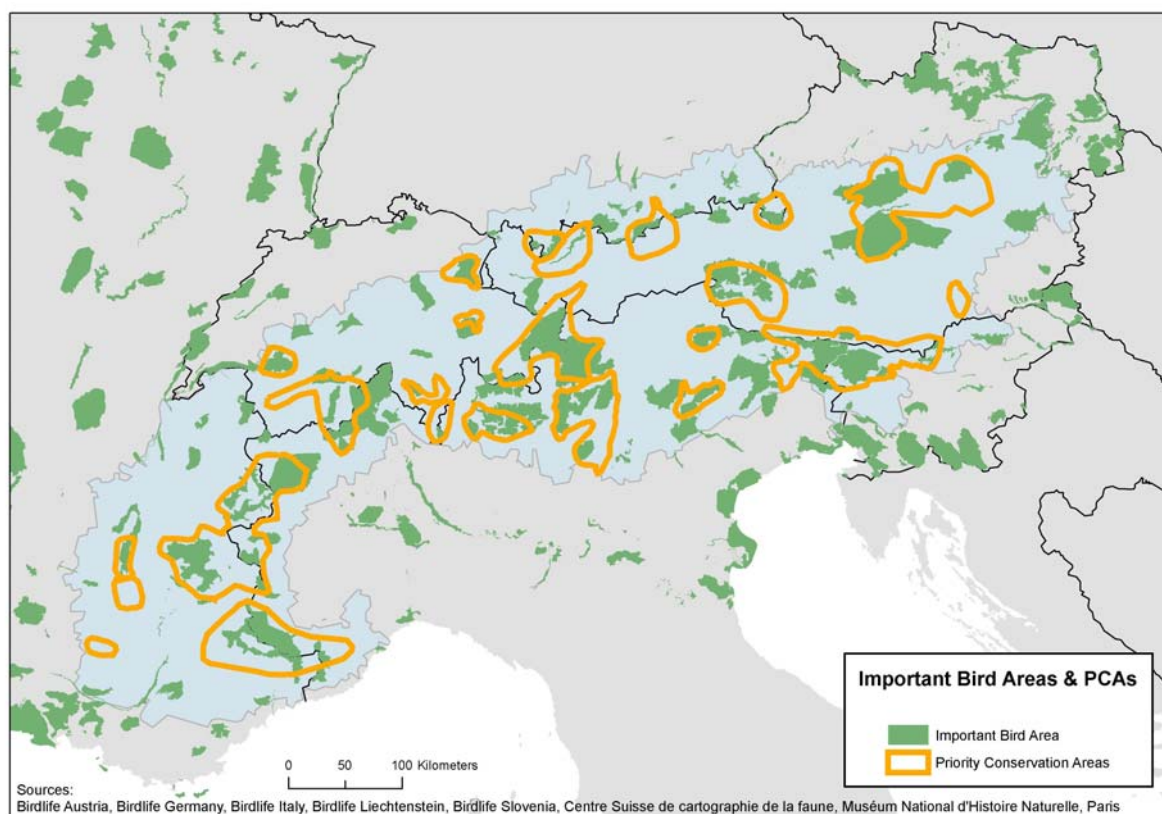 Important Bird Areas & PCAs
Important Bird Area
Priority Conservation Areas
0 50 100 Kilometers
Sources:
Birdlife Austria, Birdlife Germany, Birdlife Italy, Birdlife Liechtenstein, Birdlife Slovenia, Centre Suisse de cartographie de la faune, Muséum National d'Histoire Naturelle, Paris